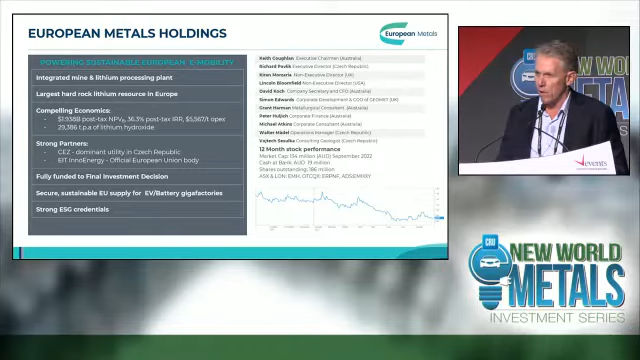 EUROPEAN METALS HOLDINGS
European Metals
POWERING SUSTAINABLE EUROPEAN E-MOBILITY
Integrated mine & lithium processing plant
Largest hard rock lithium resource in Europe
Compelling Economics:
- $1.938B post-tax NPV8, 36.3% post-tax IRR, $5,567/t opex
- 29,386 t.p.a of lithium hydroxide
Strong Partners:
- CEZ – dominant utility in Czech Republic
- EIT InnoEnergy – Official European Union body
Fully funded to Final Investment Decision
Secure, sustainable EU supply for EV/Battery gigafactories
Strong ESG credentials
Keith Coughlan Executive Chairman (Australia)
Richard Pavlik Executive Director (Czech Republic)
Kiran Morzaria Non-Executive Director (UK)
Lincoln Bloomfield Non-Executive Director (USA)
David Koch Company Secretary and CFO (Australia)
Simon Edwards Corporate Development & COO of GEOMET (UK)
Grant Harman Metallurgical Consultant (Australia)
Peter Huljich Corporate Finance (Australia)
Michael Atkins Corporate Consultant (Australia)
Walter Mädel Operations Manager (Czech Republic)
Vojtech Sesulka Consulting Geologist (Czech Republic)
12 Month stock performance
Market Cap: 134 million (AUD) September 2022
Cash at Bank: AUD 19 million
Shares outstanding: 186 million
ASX & LON: EMH, OTCQX: ERPNF, ADS:EMHXY
NEW WORLD
METALS
vevents
CRU
NEW WORLD
METALS
INVESTMENT SERIES